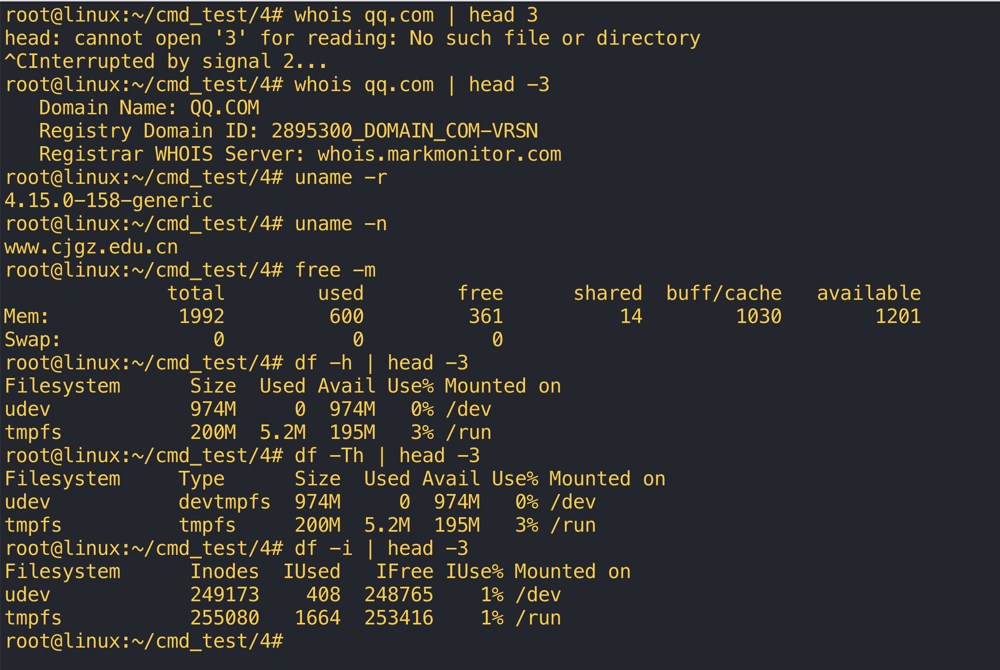 root@linux:~/cmd_test/4# whois qq.com | head 3
head: cannot open '3' for reading: No such file or directory
^CInterrupted by signal 2...
root@linux:~/cmd_test/4# whois qq.com | head -3
   Domain Name: QQ.COM
   Registry Domain ID: 2895300_DOMAIN_COM-VRSN
   Registrar WHOIS Server: whois.markmonitor.com
root@linux:~/cmd_test/4# uname -r
4.15.0-158-generic
root@linux:~/cmd_test/4# uname -n
www.cjgz.edu.cn
root@linux:~/cmd_test/4# free -m
              total        used        free      shared  buff/cache   available
Mem:           1992         600         361          14        1030        1201
Swap:             0           0           0
root@linux:~/cmd_test/4# df -h | head -3
Filesystem      Size  Used Avail Use% Mounted on
udev            974M     0  974M   0% /dev
tmpfs           200M  5.2M  195M   3% /run
root@linux:~/cmd_test/4# df -Th | head -3
Filesystem     Type      Size  Used Avail Use% Mounted on
udev           devtmpfs  974M     0  974M   0% /dev
tmpfs          tmpfs     200M  5.2M  195M   3% /run
root@linux:~/cmd_test/4# df -i | head -3
Filesystem      Inodes  IUsed   IFree IUse% Mounted on
udev            249173    408  248765    1% /dev
tmpfs           255080   1664  253416    1% /run
root@linux:~/cmd_test/4#